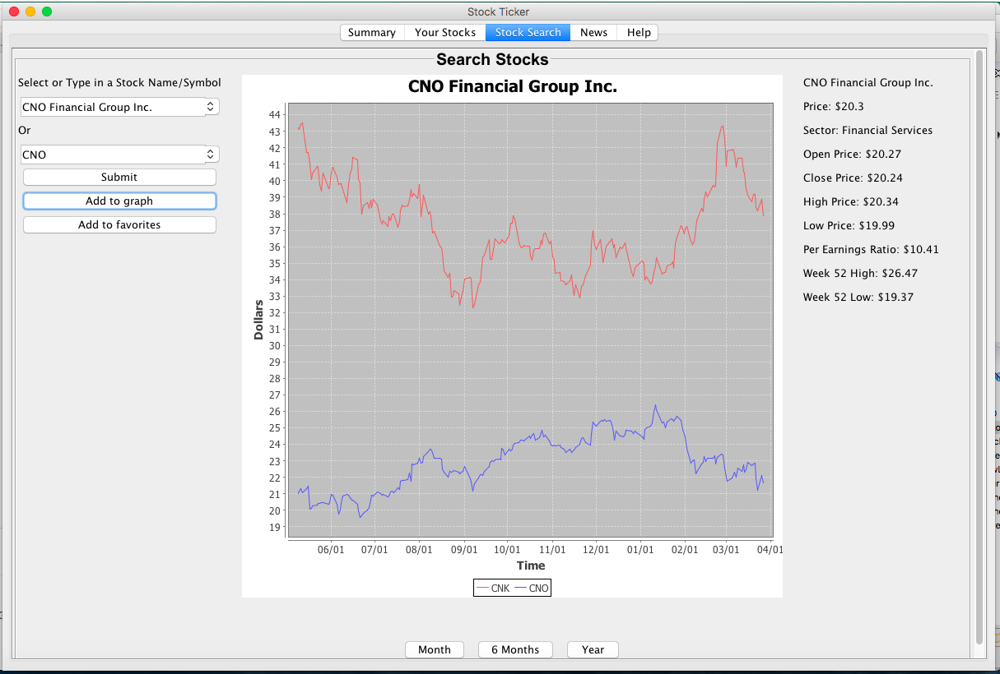 Stock Ticker
Summary
Your Stocks
Stock Search
News
Help
Search Stocks
Select or Type in a Stock Name/Symbol
CNO Financial Group Inc.
Or
CNO
Submit
Add to graph
Add to favorites
CNO Financial Group Inc.
Dollars
44
43
42
41
40
39
38
37
36
35
34
33
32
31
30
29
28
27
26
25
24
23
22
21
20
19
06/01 07/01 08/01 09/01 10/01 11/01 12/01 01/01 02/01 03/01 04/01
Time
CNK CNO
Month
6 Months
Year
CNO Financial Group Inc.
Price: $20.3
Sector: Financial Services
Open Price: $20.27
Close Price: $20.24
High Price: $20.34
Low Price: $19.99
Per Earnings Ratio: $10.41
Week 52 High: $26.47
Week 52 Low: $19.37